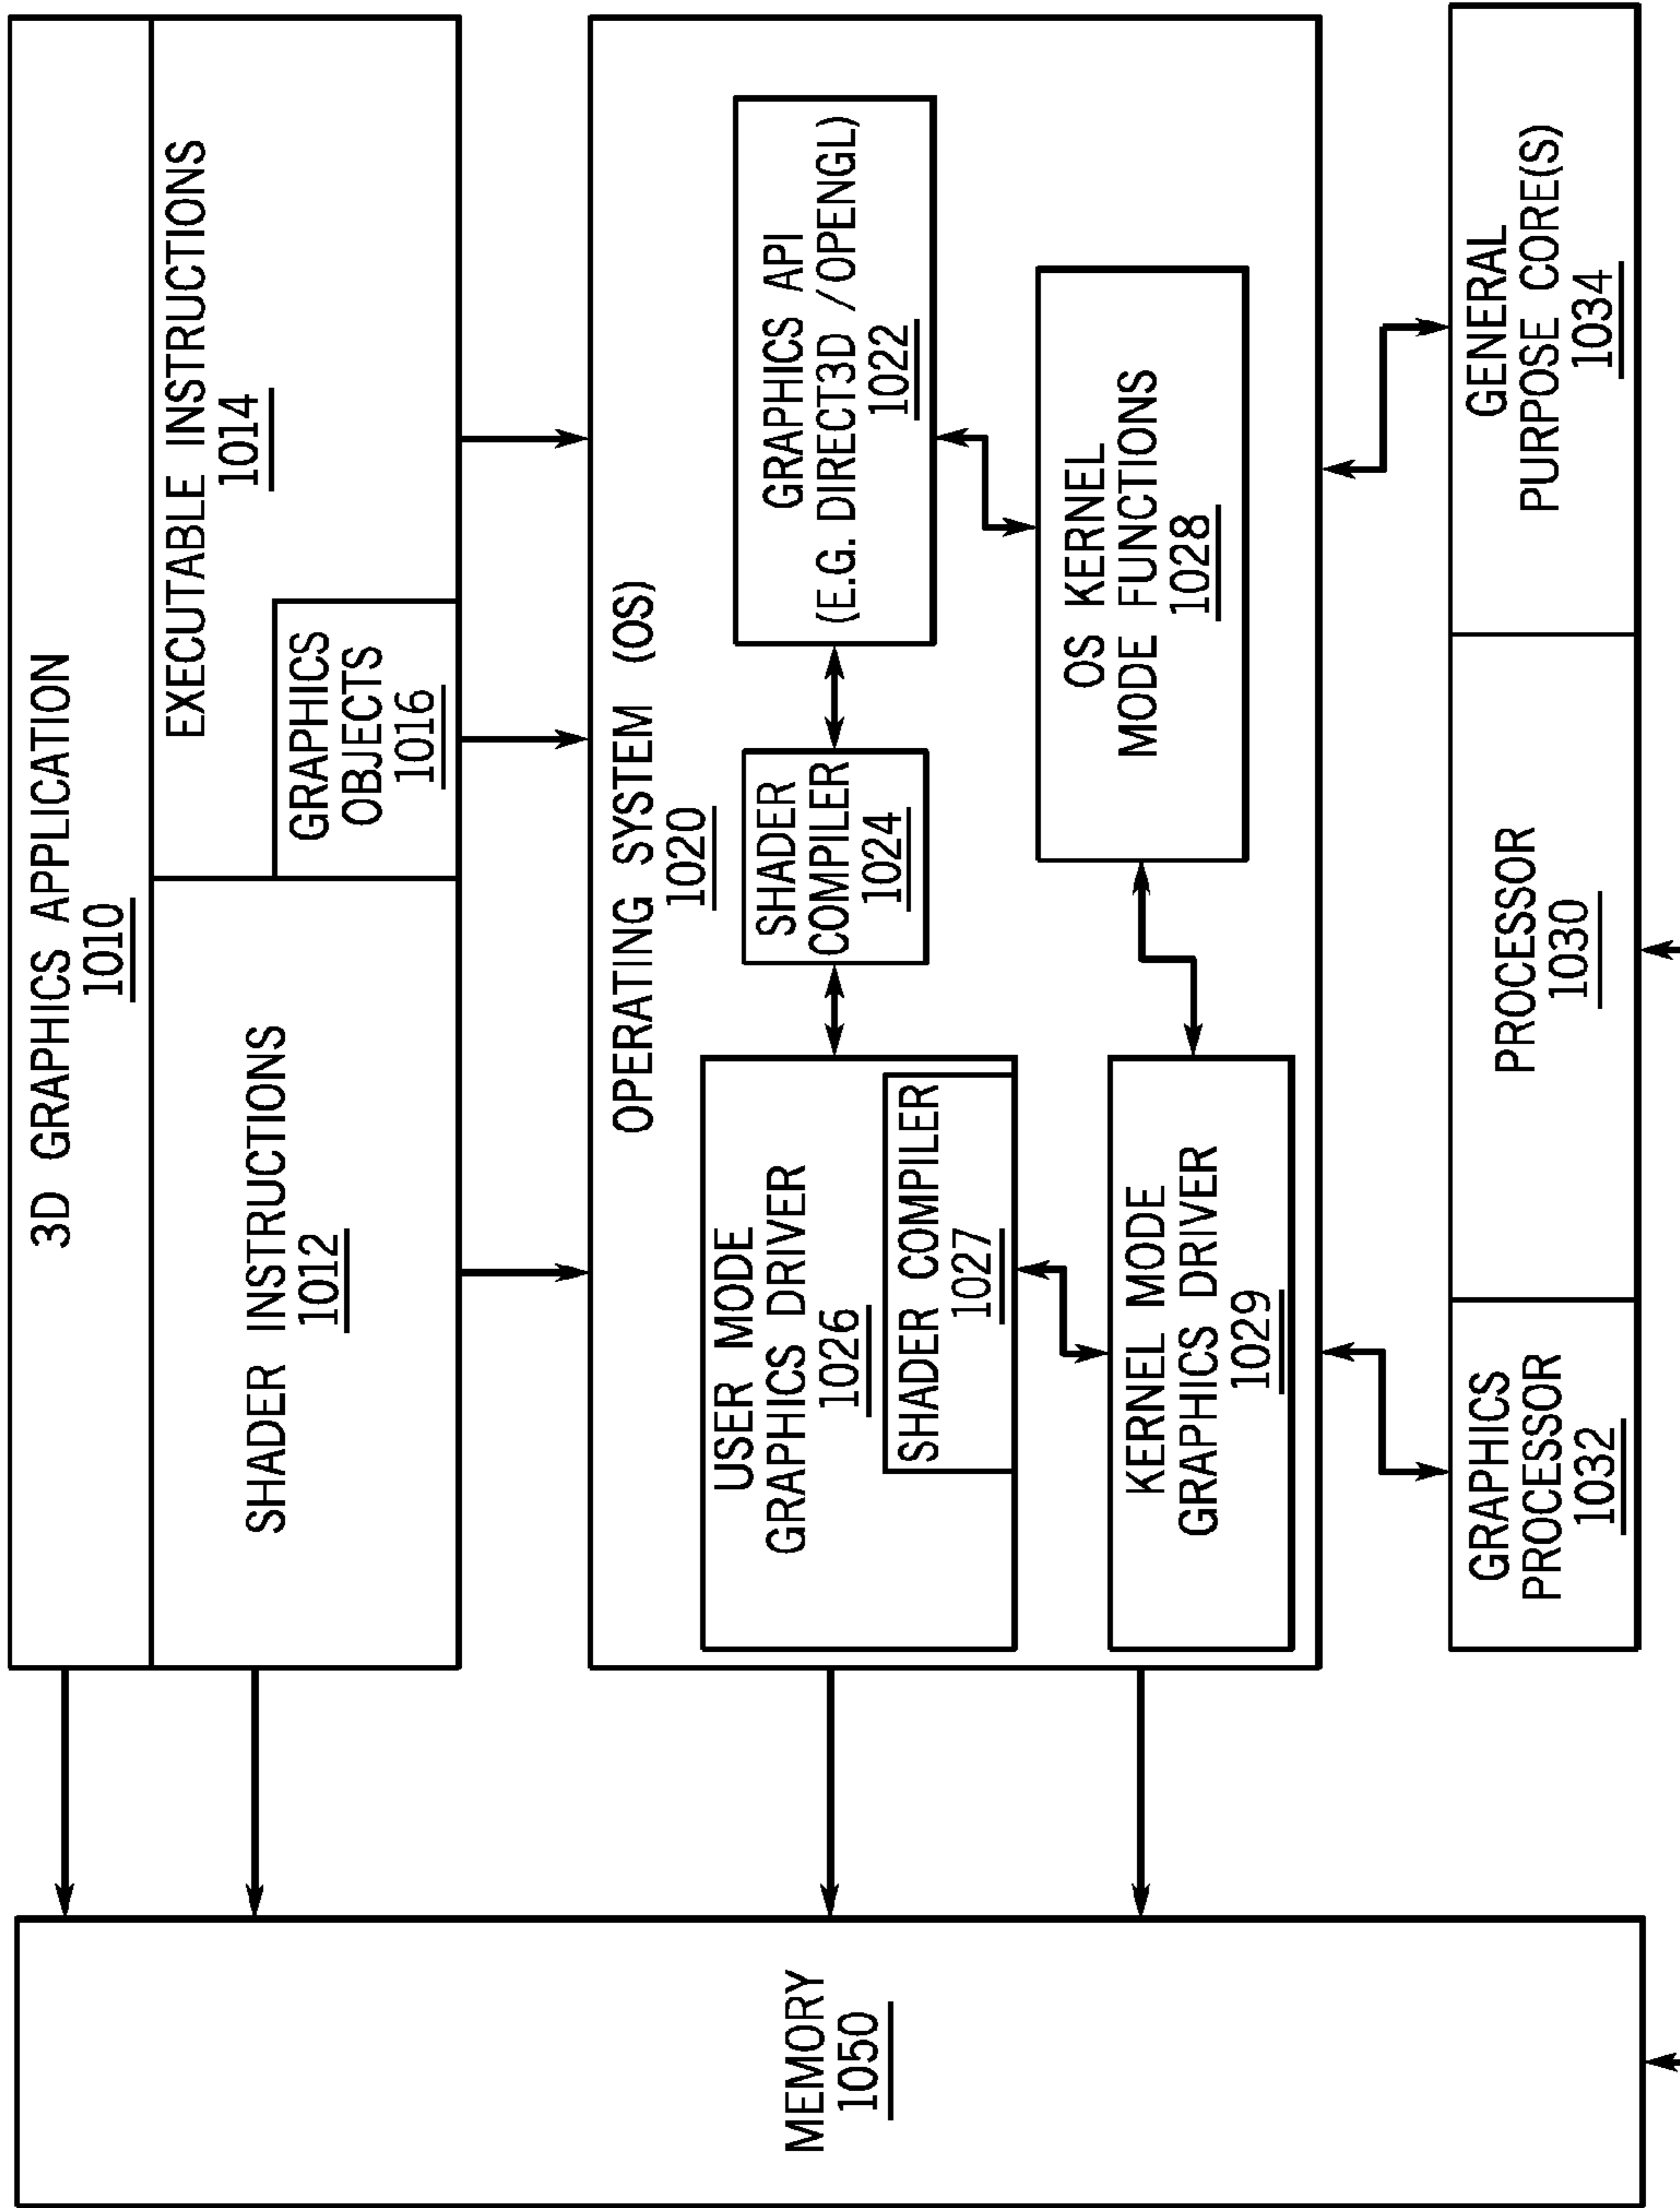 3D GRAPHICS APPLICATION
1010
SHADER INSTRUCTIONS
1012
EXECUTABLE INSTRUCTIONS
1014
GRAPHICS
OBJECTS
1016
OPERATING SYSTEM (OS)
1020
USER MODE
GRAPHICS DRIVER
1026
SHADER COMPILER
1027
SHADER
COMPILER
1024
GRAPHICS API
(E.G. DIRECT3D /OPENGL)
1022
KERNEL MODE
GRAPHICS DRIVER
1029
OS KERNEL
MODE FUNCTIONS
1028
GRAPHICS
PROCESSOR
1032
PROCESSOR
1030
GENERAL
PURPOSE CORE(S)
1034
MEMORY
1050